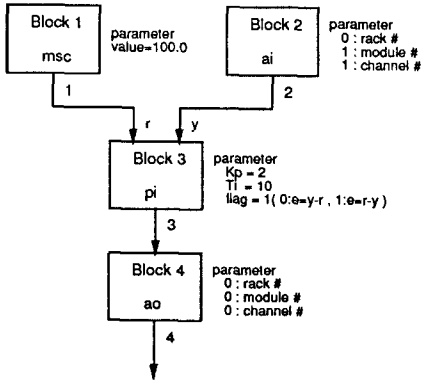 Block 1
msc
parameter
value=100.0
Block 2
ai
parameter
0 : rack #
1 : module #
1 : channel #
1
2
r
y
Block 3
pi
parameter
Kp = 2
Ti = 10
flag = 1( 0:e=y-r , 1:e=r-y )
3
Block 4
ao
parameter
0 : rack #
0 : module #
0 : channel #
4